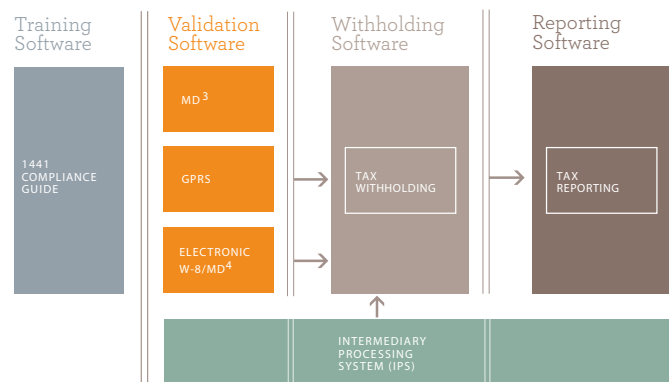 Training
Software
Validation
Software
Withholding
Software
Reporting
Software
1441
COMPLIANCE
GUIDE
MD³
GPRS
ELECTRONIC
W-8/MD⁴
TAX
WITHHOLDING
TAX
REPORTING
INTERMEDIARY
PROCESSING
SYSTEM (IPS)